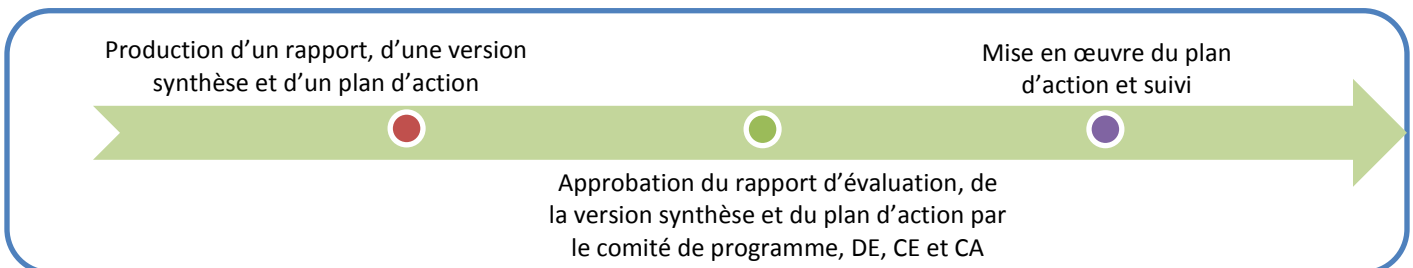 Production d’un rapport, d’une version
synthèse et d’un plan d’action
Approbation du rapport d’évaluation, de
la version synthèse et du plan d’action par
le comité de programme, DE, CE et CA
Mise en œuvre du plan
d’action et suivi